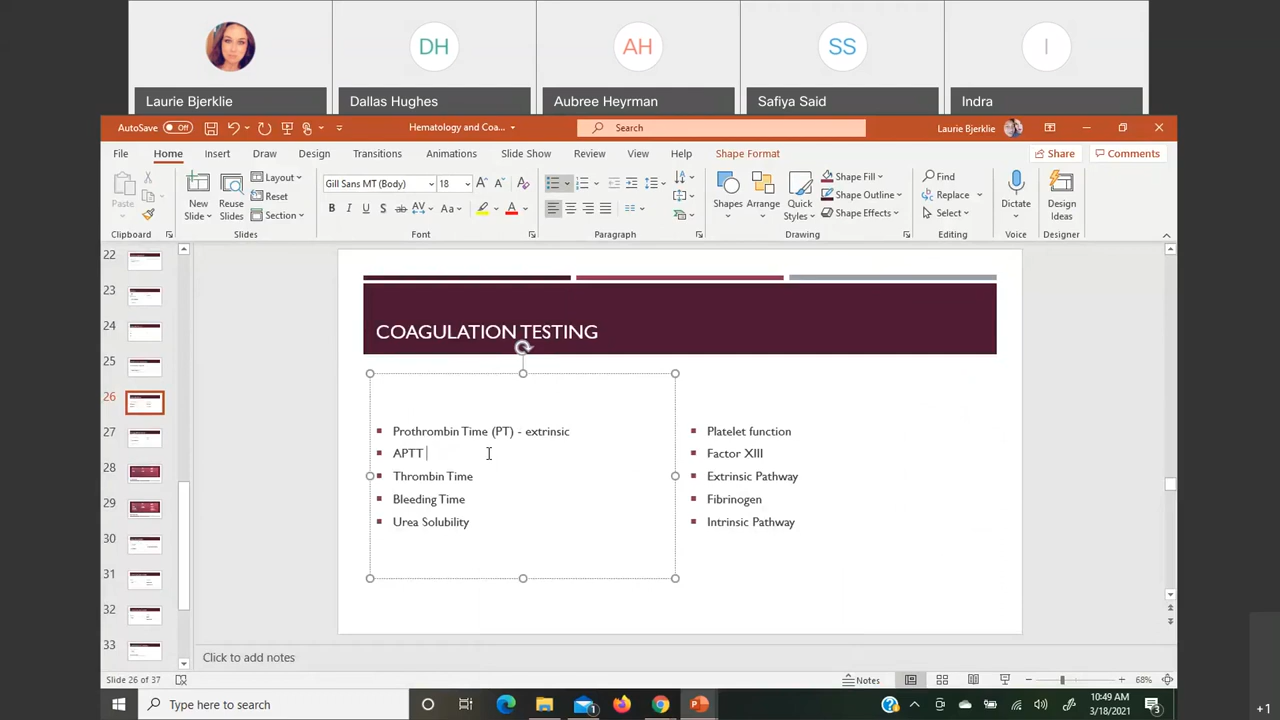 DH
AH
SS
I
Laurie Bjerklie
Dallas Hughes
Aubree Heyrman
Safiya Said
Indra
AutoSave Off
Hematology and Coa...
Search
Laurie Bjerklie
File Home Insert Draw Design Transitions Animations Slide Show Review View Help Shape Format
Share Comments
Paste
Clipboard
New Slide
Reuse Slides
Layout
Reset
Section
Slides
Gill Sans MT (Body) 18
B I U S ab AV Aa A
Font
Paragraph
Shapes
Arrange
Quick Styles
Shape Fill
Shape Outline
Shape Effects
Drawing
Find
Replace
Select
Editing
Dictate
Voice
Design Ideas
Designer
22
23
24
25
26
27
28
29
30
31
32
33
COAGULATION TESTING
Prothrombin Time (PT) - extrinsic
APTT
Thrombin Time
Bleeding Time
Urea Solubility
Platelet function
Factor XIII
Extrinsic Pathway
Fibrinogen
Intrinsic Pathway
Click to add notes
Slide 26 of 37
Notes
68%
Type here to search
10:49 AM
3/18/2021
3
+1